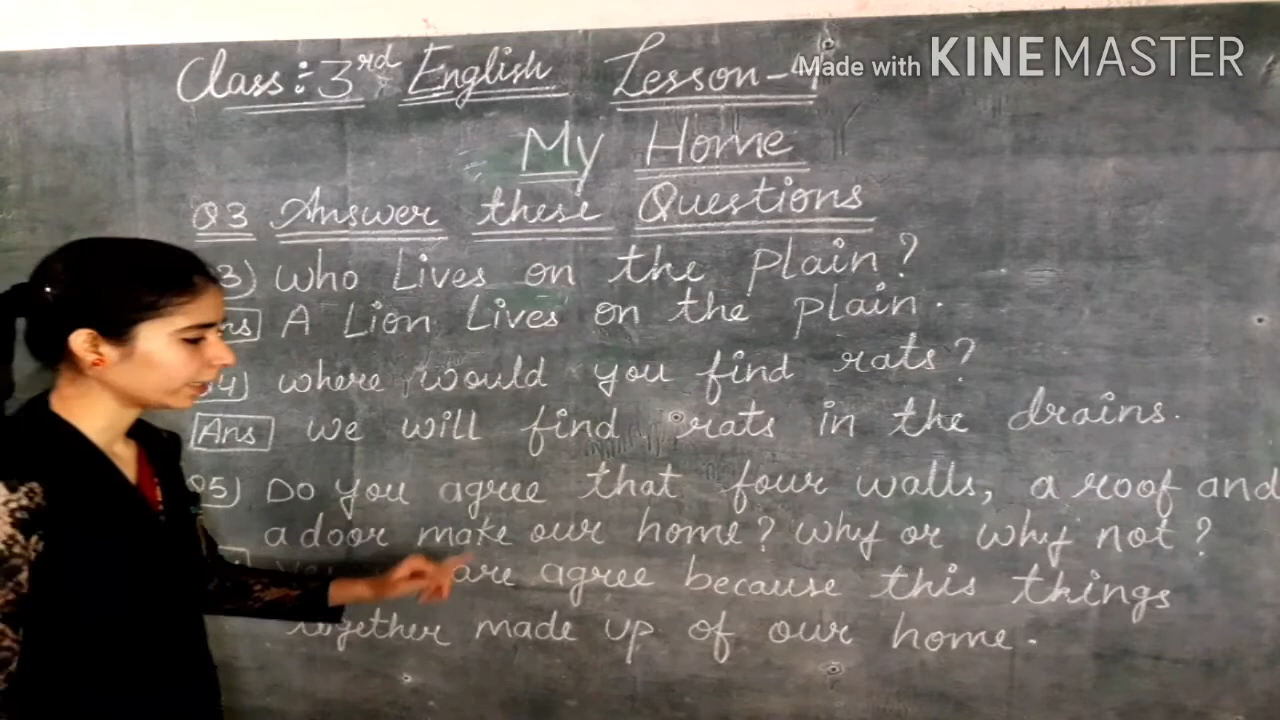 Made with KINEMASTER
Class: 3rd English Lesson-4
My Home
Q3 Answer these Questions
3) Who Lives on the plain?
Ans A Lion Lives on the plain.
4) where would you find rats?
Ans we will find rats in the drains.
Q5) Do you agree that four walls, a roof and
a door make our home? why or why not?
are agree because this things
together made up of our home.